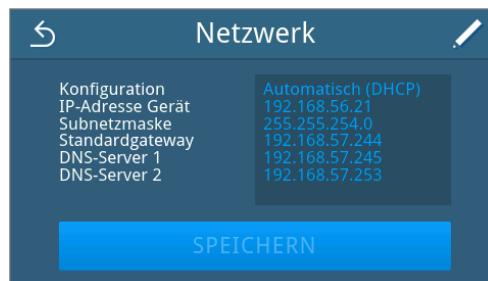 Netzwerk
Konfiguration Automatisch (DHCP)
IP-Adresse Gerät 192.168.56.21
Subnetzmaske 255.255.254.0
Standardgateway 192.168.57.244
DNS-Server 1 192.168.57.245
DNS-Server 2 192.168.57.253
SPEICHERN